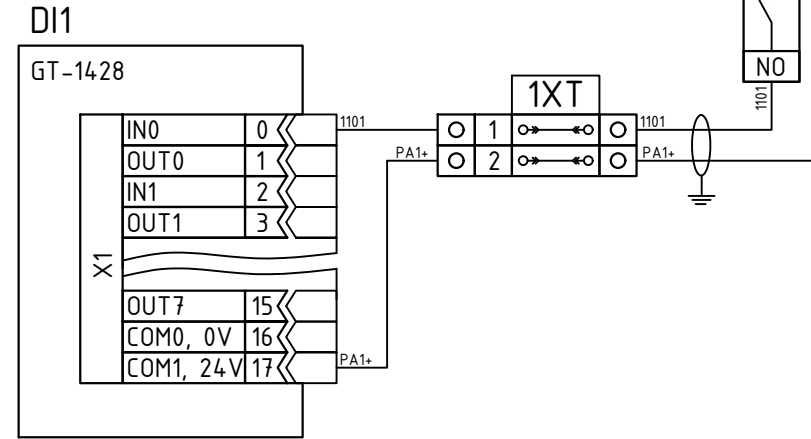 DI1
GT-1428
NO
1101
1XT
X1
IN0 0 1101 1 1101
OUT0 1 PA1+ 2 PA1+
IN1 2
OUT1 3
OUT7 15
COM0, 0V 16
COM1, 24V 17 PA1+